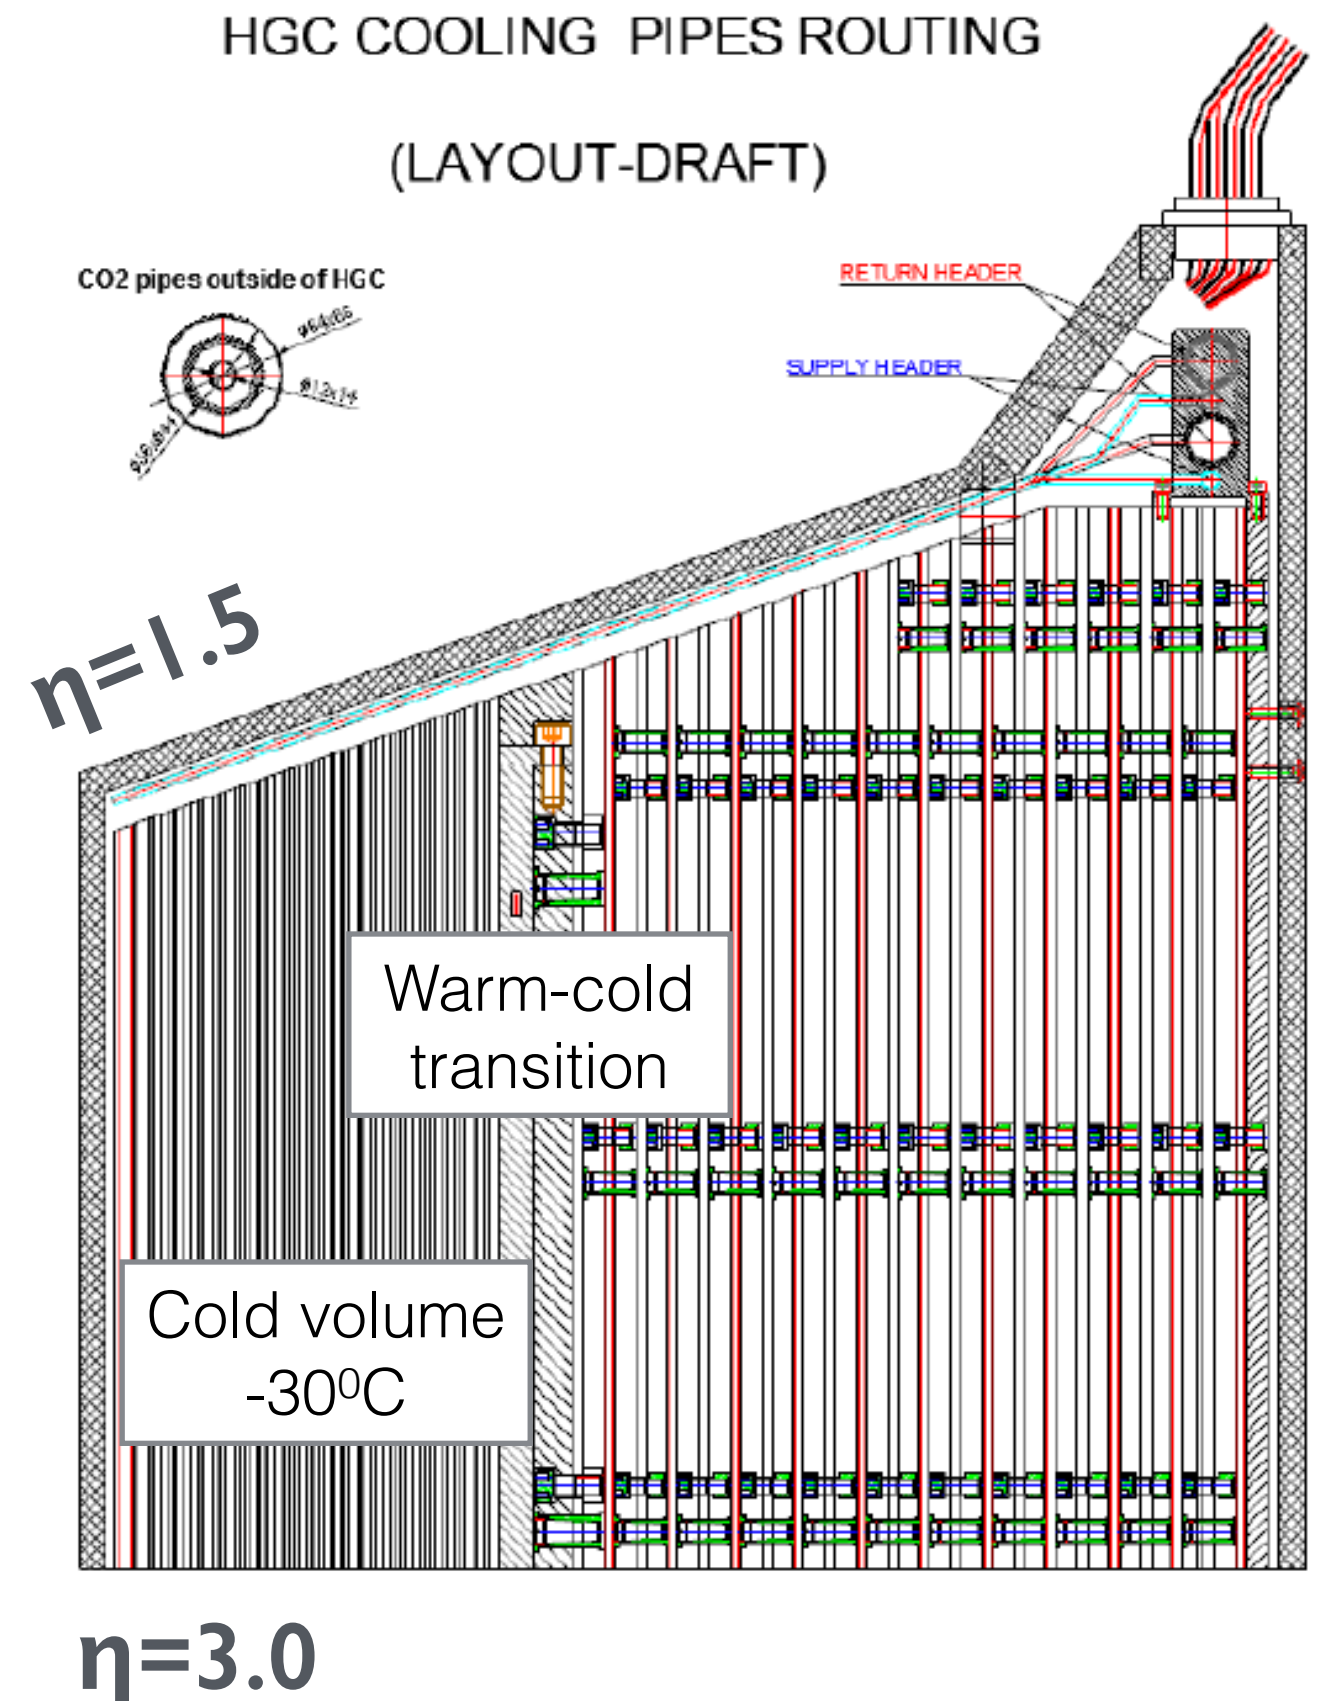 HGC COOLING PIPES ROUTING
(LAYOUT-DRAFT)
CO2 pipes outside of HGC
RETURN HEADER
SUPPLY HEADER
η=1.5
Warm-cold
transition
Cold volume
-30⁰C
η=3.0